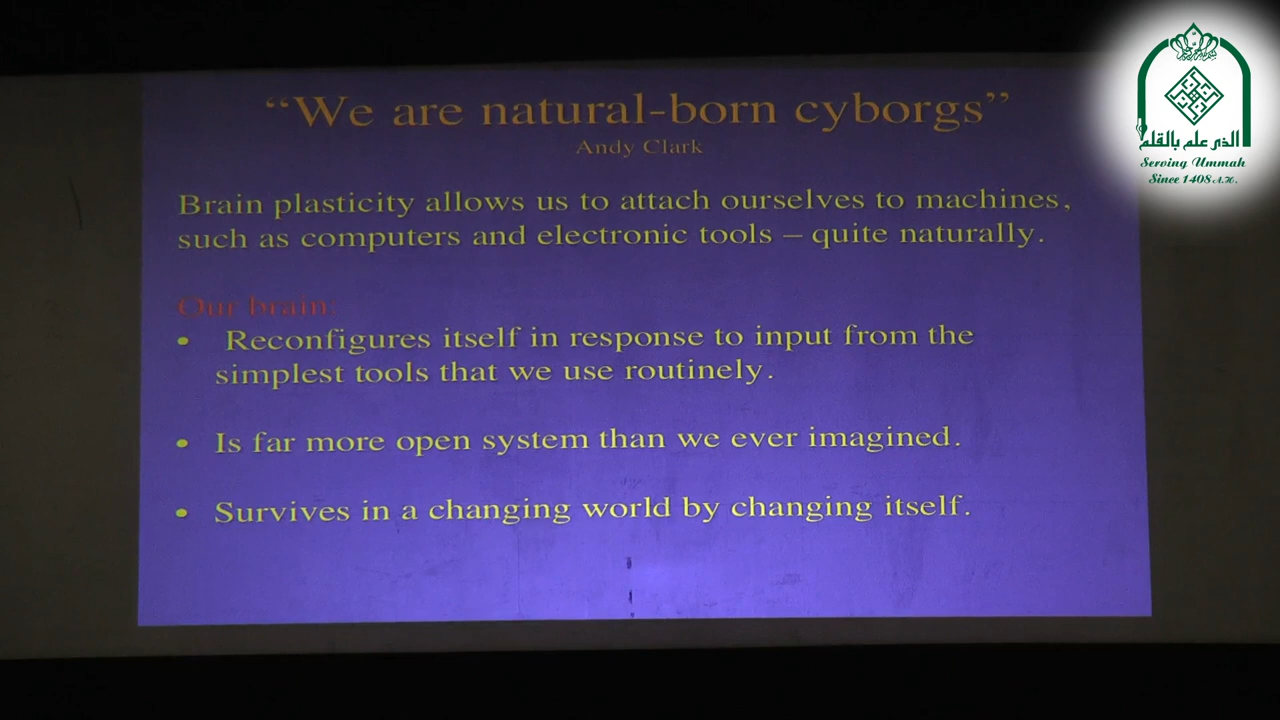 “We are natural-born cyborgs”
Andy Clark
Brain plasticity allows us to attach ourselves to machines,
such as computers and electronic tools – quite naturally.
Our brain:
• Reconfigures itself in response to input from the
simplest tools that we use routinely.
• Is far more open system than we ever imagined.
• Survives in a changing world by changing itself.
الذى علم بالقلم
Serving Ummah
Since 1408 A.H.